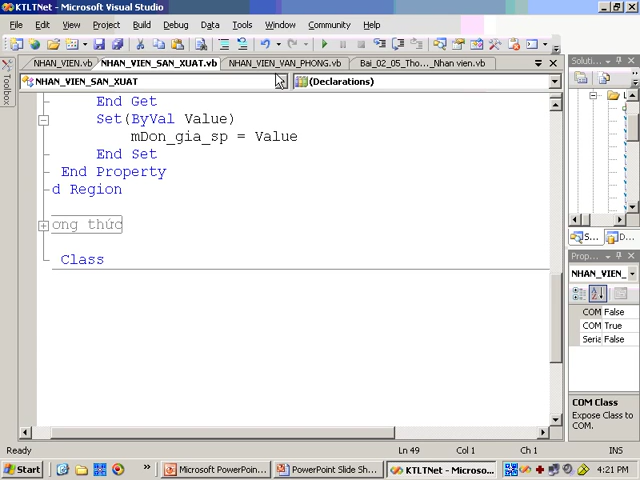 KTLTNet - Microsoft Visual Studio
File Edit View Project Build Debug Data Tools Window Community Help
NHAN_VIEN.vb NHAN_VIEN_SAN_XUAT.vb NHAN_VIEN_VAN_PHONG.vb Bai_02_05_Tho..._Nhan vien.vb
Solutio...
Toolbox
NHAN_VIEN_SAN_XUAT (Declarations)
End Get
Set(ByVal Value)
mDon_gia_sp = Value
End Set
End Property
d Region
ong thức
Class
S... D...
Prop...
NHAN_VIEN_
COM False
COM True
Seria False
COM Class
Expose Class to COM.
Ready Ln 49 Col 1 Ch 1 INS
Start Microsoft PowerPoin... PowerPoint Slide Sh... KTLTNet - Microso... 4:21 PM